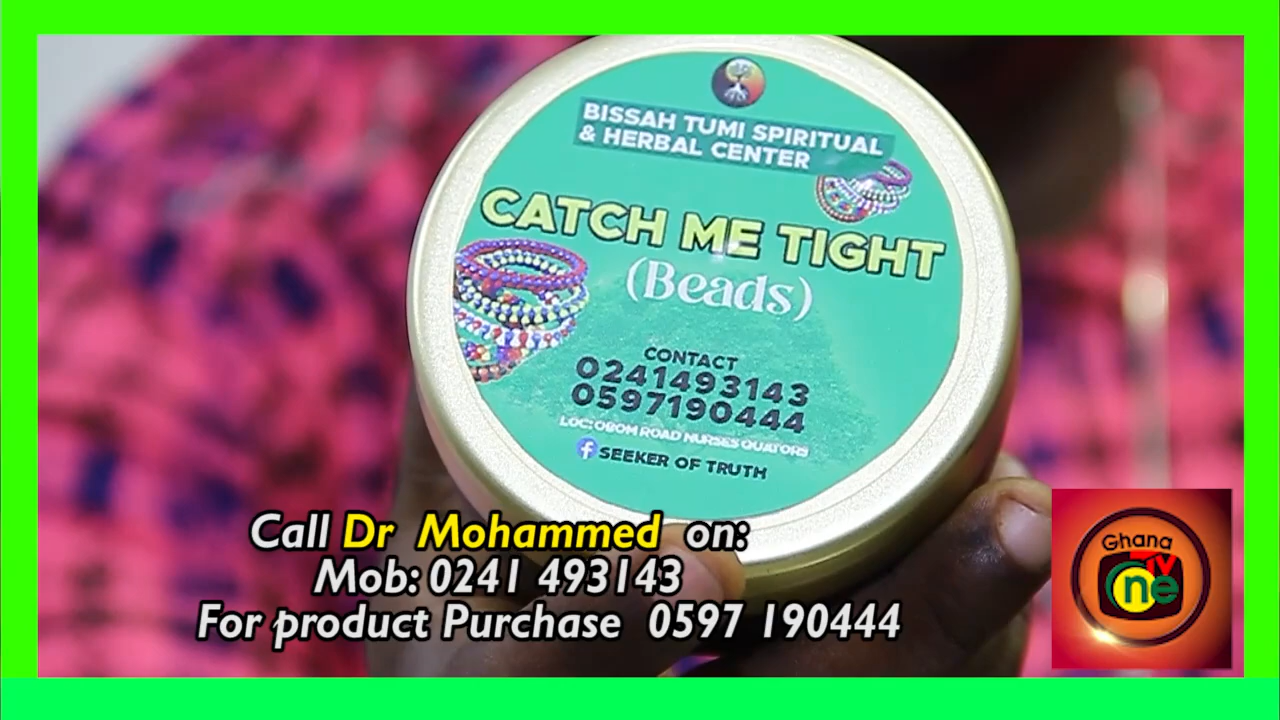 BISSAH TUMI SPIRITUAL
& HERBAL CENTER
CATCH ME TIGHT
(Beads)
CONTACT
0241493143
0597190444
LOC: OBOM ROAD NURSES QUATORS
SEEKER OF TRUTH
Call Dr Mohammed on:
Mob: 0241 493143
For product Purchase 0597 190444
Ghana
TV
One